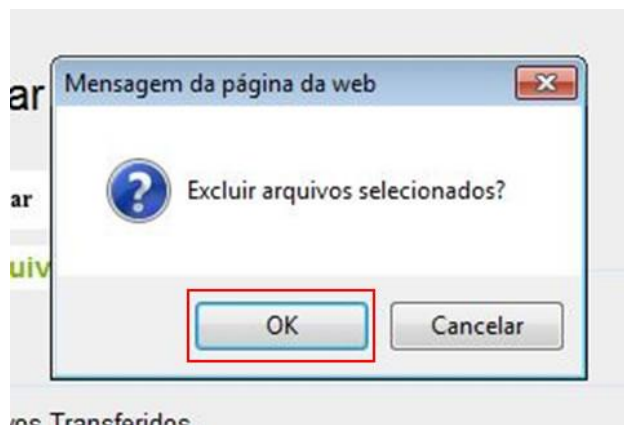 ar
Mensagem da página da web
Excluir arquivos selecionados?
ar
uiv
OK Cancelar
vos Transferidos